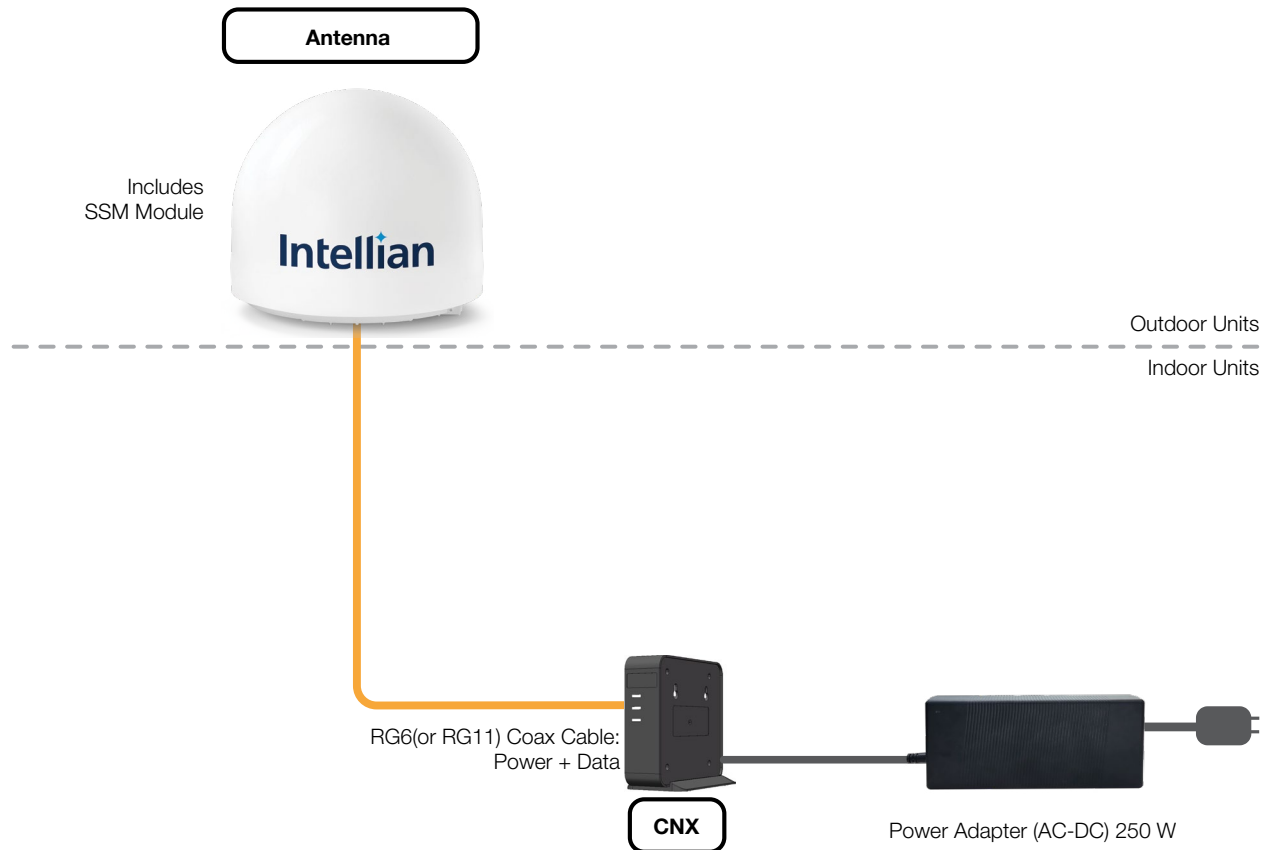 Antenna
Includes
SSM Module
Intellian
Outdoor Units
Indoor Units
RG6(or RG11) Coax Cable:
Power + Data
CNX
Power Adapter (AC-DC) 250 W